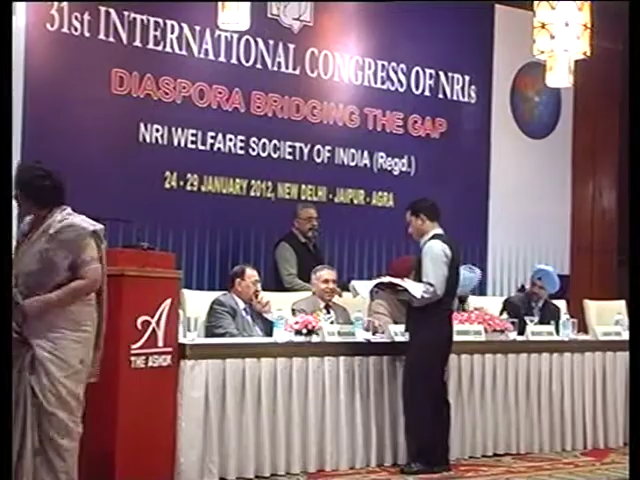 31st INTERNATIONAL CONGRESS OF NRIs
DIASPORA BRIDGING THE GAP
NRI WELFARE SOCIETY OF INDIA (Regd.)
24 - 29 JANUARY 2012, NEW DELHI - JAIPUR - AGRA
A
THE ASHOK